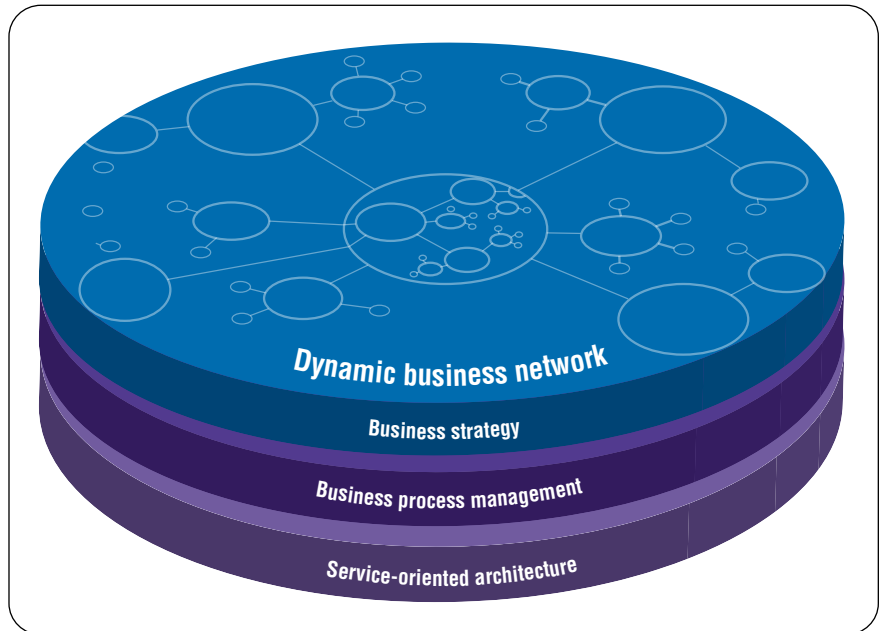 Dynamic business network
Business strategy
Business process management
Service-oriented architecture